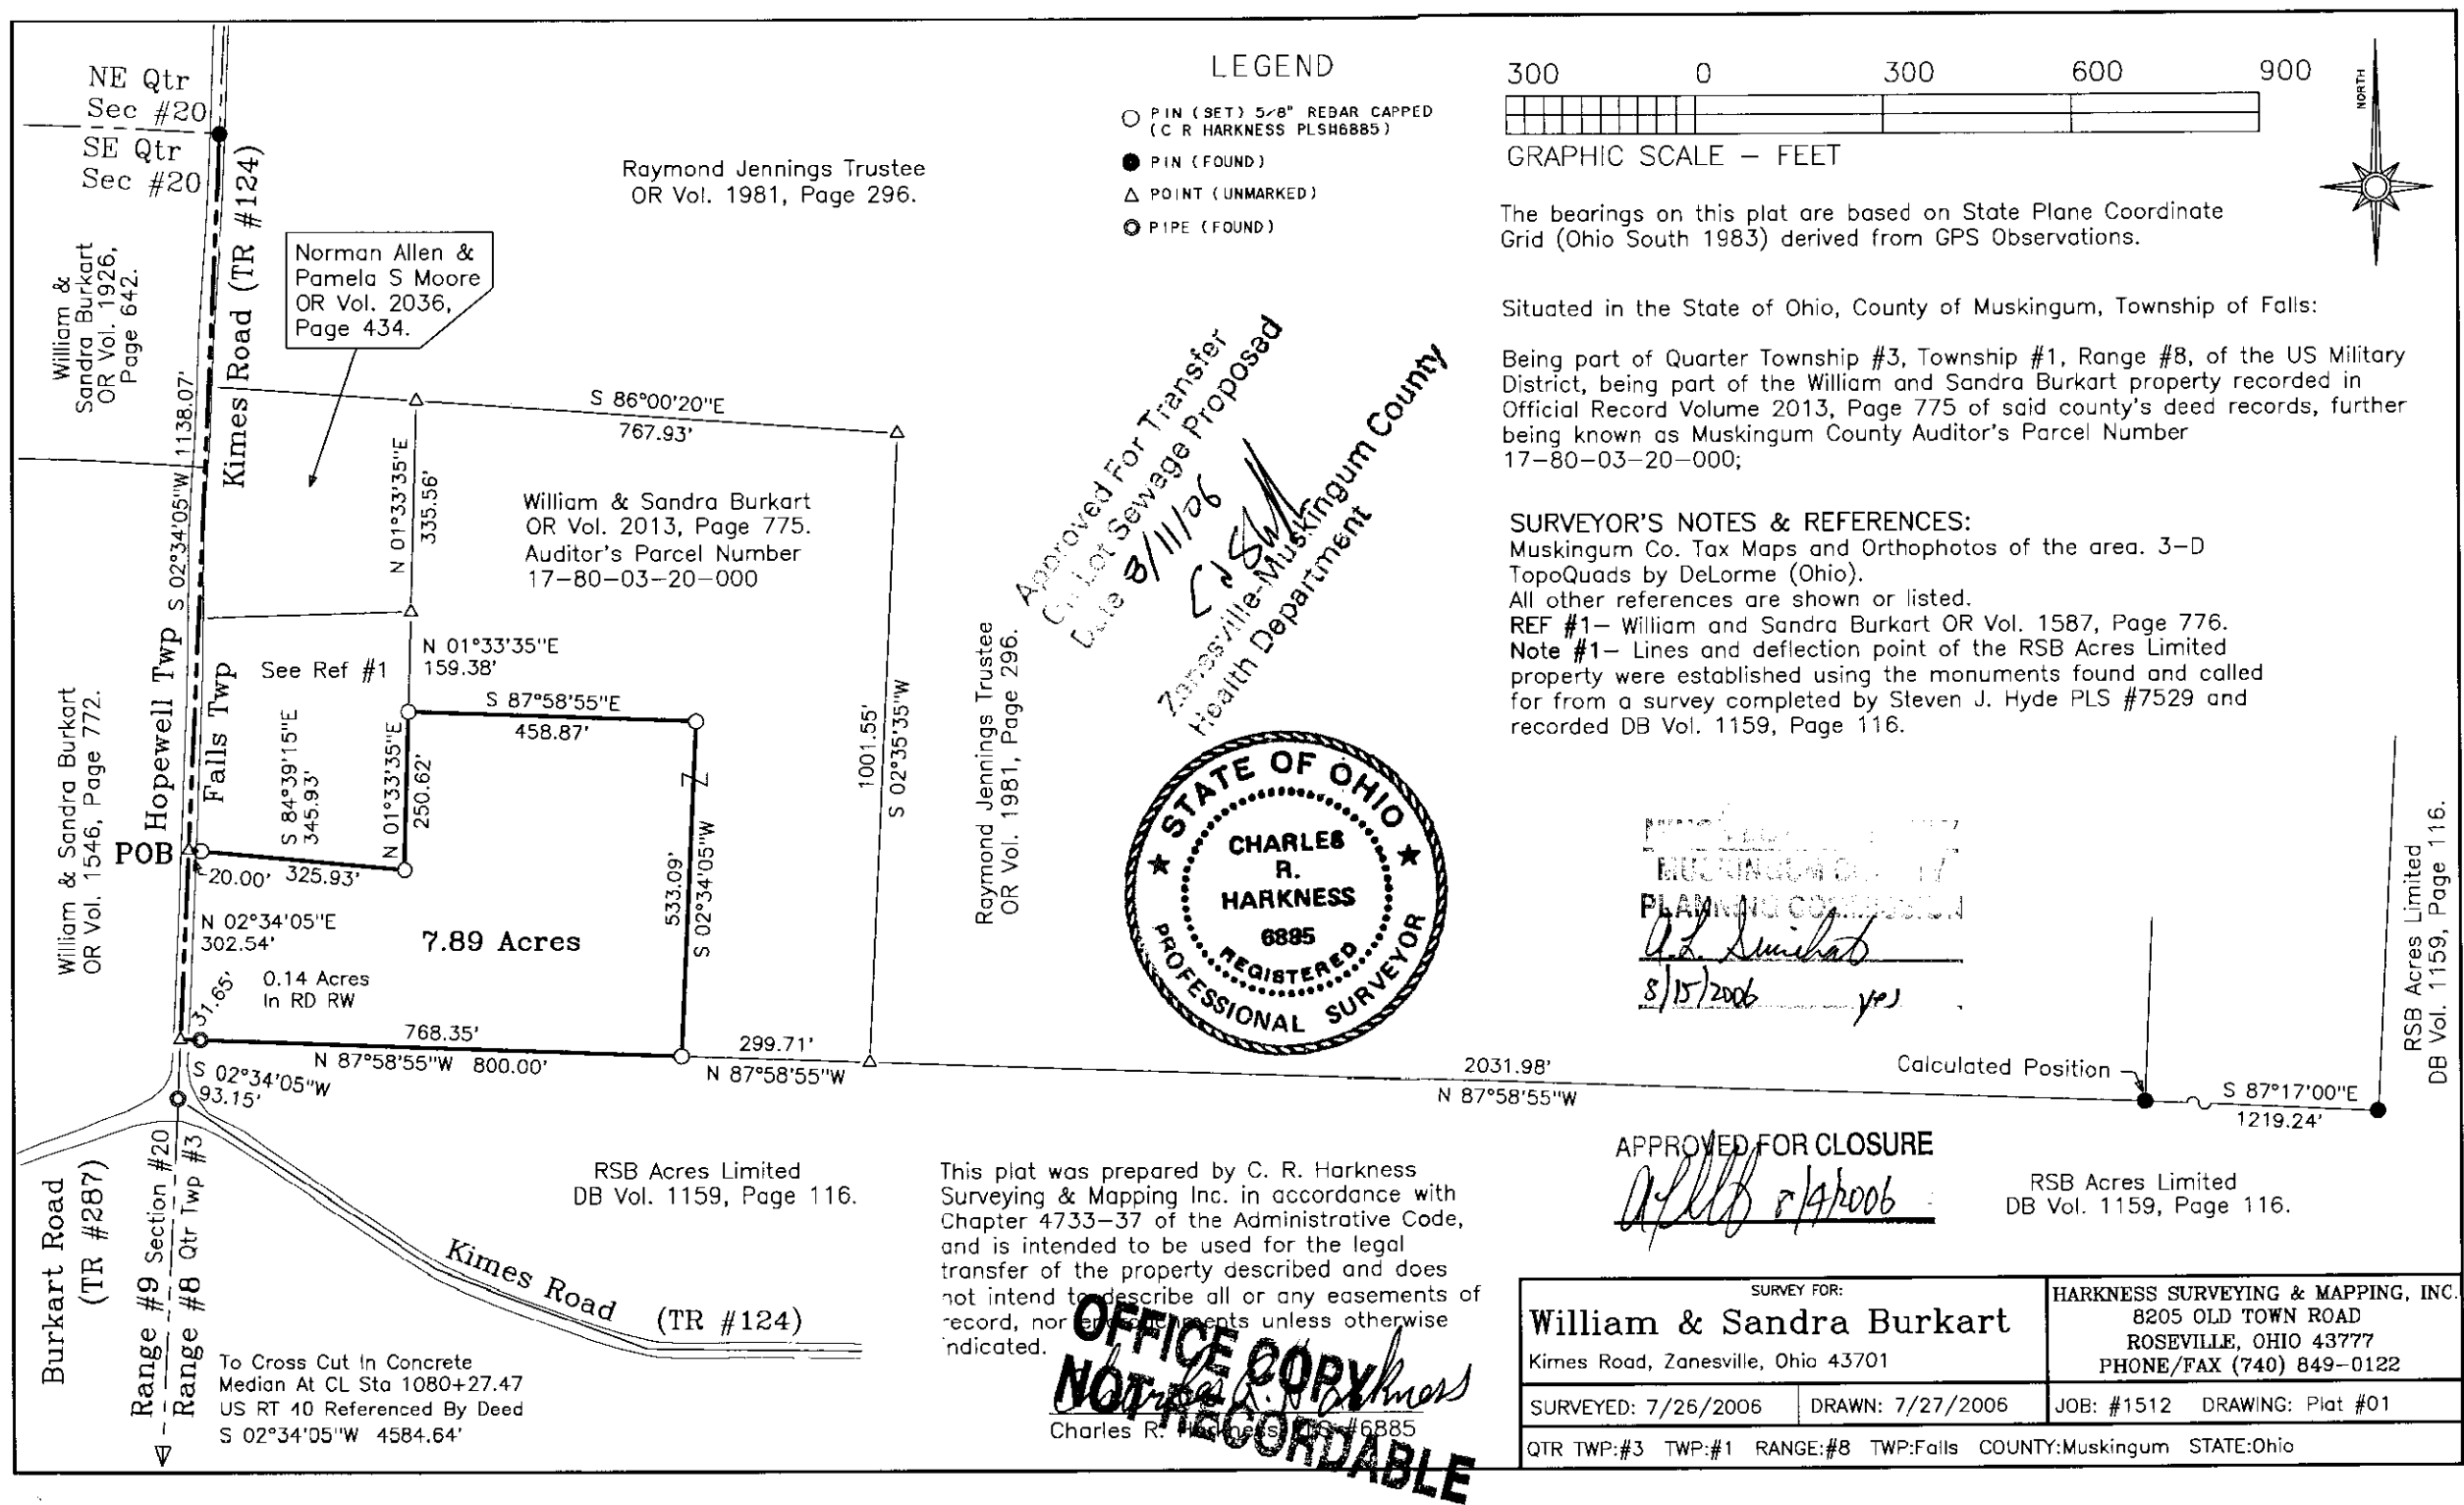 NE Qtr
Sec #20
SE Qtr
Sec #20
William &
Sandra Burkart
OR Vol. 1926,
Page 642.
Kimes Road (TR #124)
S 02°34'05"W 1138.07'
Norman Allen &
Pamela S Moore
OR Vol. 2036,
Page 434.
Raymond Jennings Trustee
OR Vol. 1981, Page 296.
S 86°00'20"E
767.93'
N 01°33'35"E
335.56'
William & Sandra Burkart
OR Vol. 2013, Page 775.
Auditor's Parcel Number
17-80-03-20-000
Hopewell Twp
Falls Twp
See Ref #1
N 01°33'35"E
159.38'
S 87°58'55"E
458.87'
William & Sandra Burkart
OR Vol. 1546, Page 772.
S 84°39'15"E
345.93'
N 01°33'35"E
250.62'
POB
20.00'
325.93'
N 02°34'05"E
302.54'
7.89 Acres
0.14 Acres
In RD RW
31.65'
533.09'
S 02°34'05"W
1001.55'
S 02°35'35"W
Raymond Jennings Trustee
OR Vol. 1981, Page 296.
768.35'
N 87°58'55"W 800.00'
299.71'
N 87°58'55"W
2031.98'
N 87°58'55"W
Calculated Position
S 87°17'00"E
1219.24'
RSB Acres Limited
DB Vol. 1159, Page 116.
S 02°34'05"W
93.15'
Burkart Road
(TR #287)
Range #9 Section #20
Range #8 Qtr Twp #3
Kimes Road (TR #124)
RSB Acres Limited
DB Vol. 1159, Page 116.
To Cross Cut In Concrete
Median At CL Sta 1080+27.47
US RT 40 Referenced By Deed
S 02°34'05"W 4584.64'
LEGEND
PIN (SET) 5/8" REBAR CAPPED
(C R HARKNESS PLS#6885)
PIN (FOUND)
POINT (UNMARKED)
PIPE (FOUND)
300 0 300 600 900
GRAPHIC SCALE - FEET
NORTH
The bearings on this plat are based on State Plane Coordinate
Grid (Ohio South 1983) derived from GPS Observations.
Situated in the State of Ohio, County of Muskingum, Township of Falls:
Being part of Quarter Township #3, Township #1, Range #8, of the US Military
District, being part of the William and Sandra Burkart property recorded in
Official Record Volume 2013, Page 775 of said county's deed records, further
being known as Muskingum County Auditor's Parcel Number
17-80-03-20-000;
SURVEYOR'S NOTES & REFERENCES:
Muskingum Co. Tax Maps and Orthophotos of the area. 3-D
TopoQuads by DeLorme (Ohio).
All other references are shown or listed.
REF #1- William and Sandra Burkart OR Vol. 1587, Page 776.
Note #1- Lines and deflection point of the RSB Acres Limited
property were established using the monuments found and called
for from a survey completed by Steven J. Hyde PLS #7529 and
recorded DB Vol. 1159, Page 116.
Approved For Transfer
On Lot Sewage Proposed
Date 8/11/06
Zanesville-Muskingum County
Health Department
STATE OF OHIO
CHARLES
R.
HARKNESS
6885
REGISTERED
PROFESSIONAL SURVEYOR
MUSKINGUM COUNTY
PLANNING COMMISSION
8/15/2006 yes
APPROVED FOR CLOSURE
8/4/2006
RSB Acres Limited
DB Vol. 1159, Page 116.
This plat was prepared by C. R. Harkness
Surveying & Mapping Inc. in accordance with
Chapter 4733-37 of the Administrative Code,
and is intended to be used for the legal
transfer of the property described and does
not intend to describe all or any easements of
record, nor encroachments unless otherwise
indicated.
OFFICE COPY
NOT RECORDABLE
Charles R. Harkness
Charles R. Harkness PLS #6885
SURVEY FOR:
William & Sandra Burkart
Kimes Road, Zanesville, Ohio 43701
HARKNESS SURVEYING & MAPPING, INC.
8205 OLD TOWN ROAD
ROSEVILLE, OHIO 43777
PHONE/FAX (740) 849-0122
SURVEYED: 7/26/2006 DRAWN: 7/27/2006 JOB: #1512 DRAWING: Plat #01
QTR TWP:#3 TWP:#1 RANGE:#8 TWP:Falls COUNTY:Muskingum STATE:Ohio